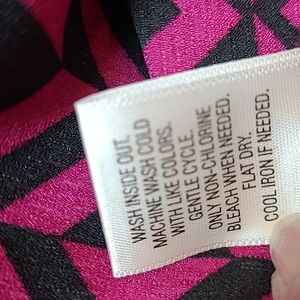 WASH INSIDE OUT.
MACHINE WASH COLD
WITH LIKE COLORS.
GENTLE CYCLE.
ONLY NON-CHLORINE
BLEACH WHEN NEEDED.
FLAT DRY.
COOL IRON IF NEEDED.